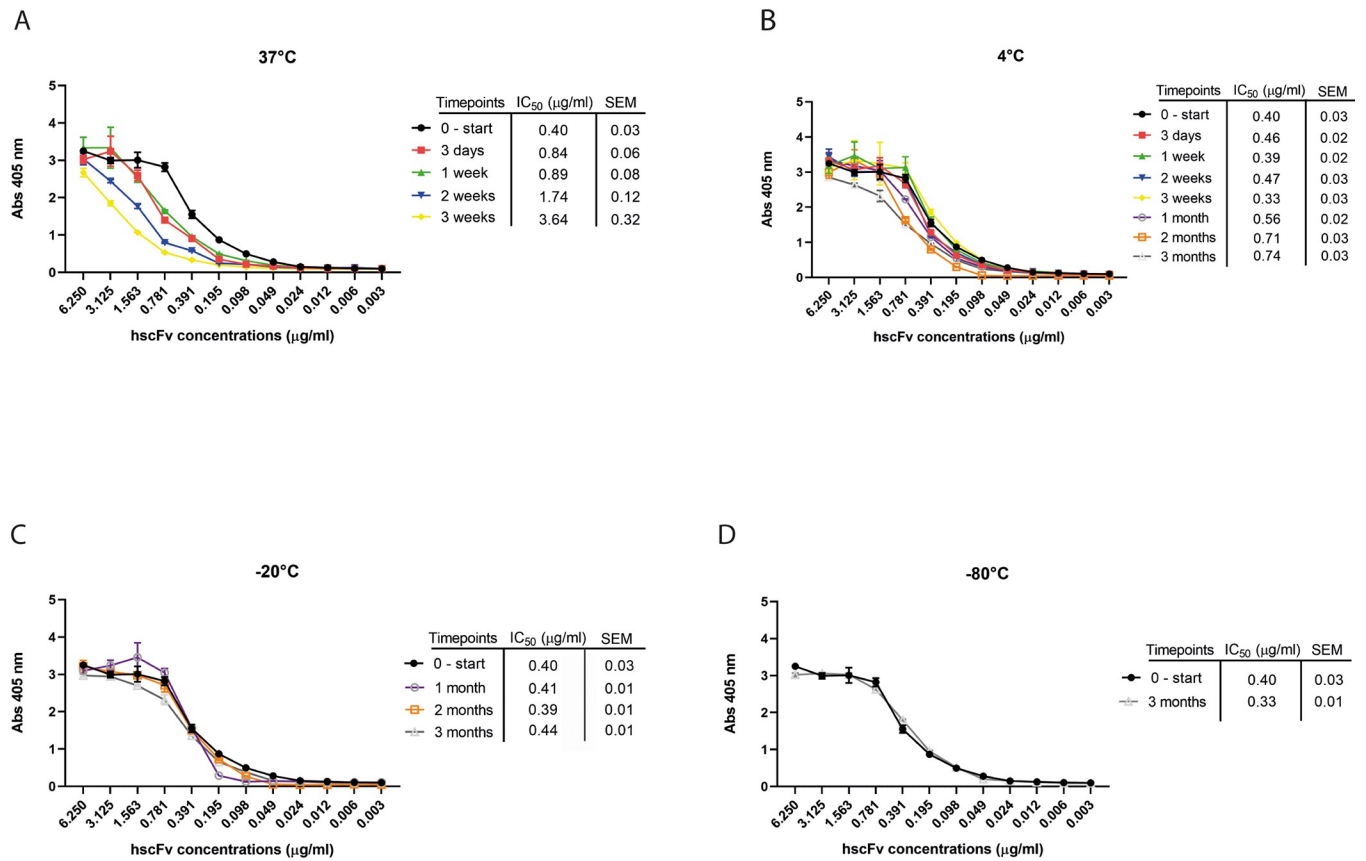 A
37°C
Abs 405 nm
5
4
3
2
1
0
6.250 3.125 1.563 0.781 0.391 0.195 0.098 0.049 0.024 0.012 0.006 0.003
hscFv concentrations (μg/ml)
Timepoints IC50 (μg/ml) SEM
0 - start 0.40 0.03
3 days 0.84 0.06
1 week 0.89 0.08
2 weeks 1.74 0.12
3 weeks 3.64 0.32
B
4°C
Abs 405 nm
5
4
3
2
1
0
6.250 3.125 1.563 0.781 0.391 0.195 0.098 0.049 0.024 0.012 0.006 0.003
hscFv concentrations (μg/ml)
Timepoints IC50 (μg/ml) SEM
0 - start 0.40 0.03
3 days 0.46 0.02
1 week 0.39 0.02
2 weeks 0.47 0.03
3 weeks 0.33 0.03
1 month 0.56 0.02
2 months 0.71 0.03
3 months 0.74 0.03
C
-20°C
Abs 405 nm
5
4
3
2
1
0
6.250 3.125 1.563 0.781 0.391 0.195 0.098 0.049 0.024 0.012 0.006 0.003
hscFv concentrations (μg/ml)
Timepoints IC50 (μg/ml) SEM
0 - start 0.40 0.03
1 month 0.41 0.01
2 months 0.39 0.01
3 months 0.44 0.01
D
-80°C
Abs 405 nm
5
4
3
2
1
0
6.250 3.125 1.563 0.781 0.391 0.195 0.098 0.049 0.024 0.012 0.006 0.003
hscFv concentrations (μg/ml)
Timepoints IC50 (μg/ml) SEM
0 - start 0.40 0.03
3 months 0.33 0.01